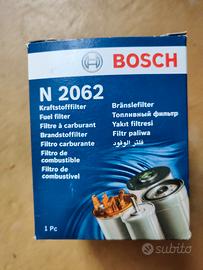 BOSCH
N 2062
Kraftstofffilter
Fuel filter
Filtre à carburant
Brandstoffilter
Filtro carburante
Filtro de
combustible
Filtro de
combustível
Bränslefilter
Топливный фильтр
Yakıt filtresi
Filtr paliwa
فلتر الوقود
1 Pc
subito